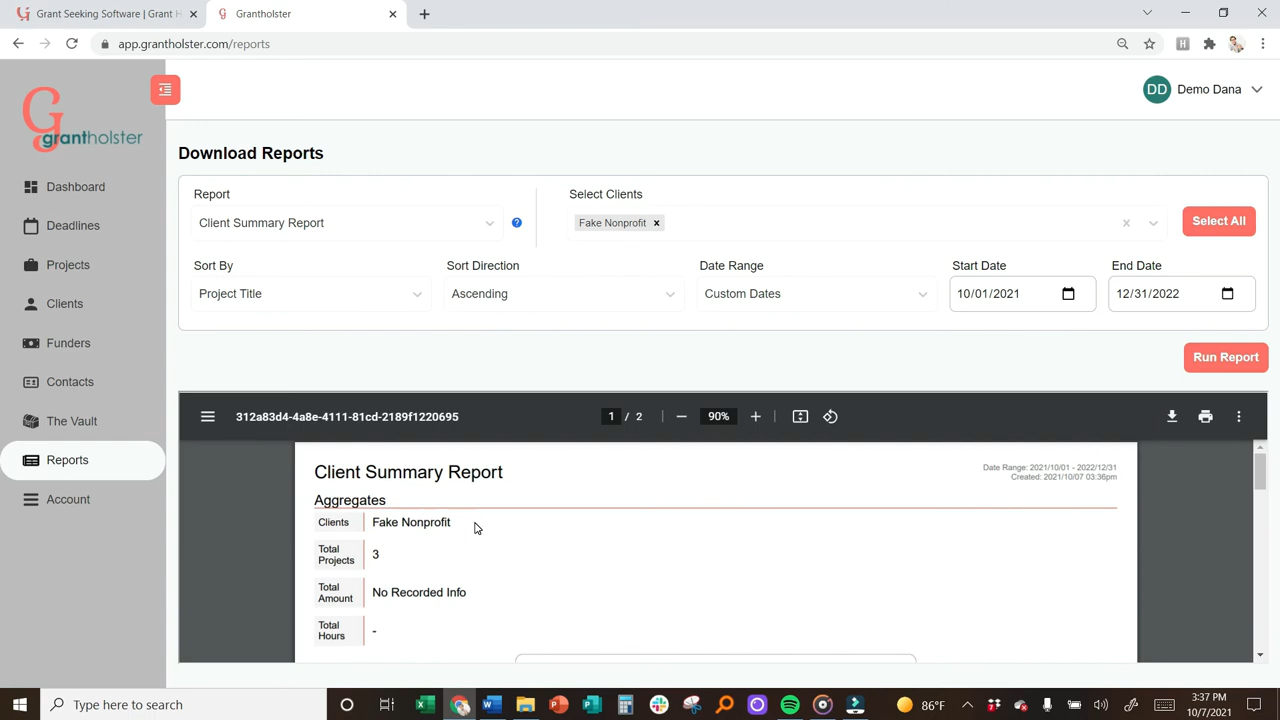 Grant Seeking Software | Grant H
Grantholster
app.grantholster.com/reports
H
G
grantholster
DD
Demo Dana
Dashboard
Deadlines
Projects
Clients
Funders
Contacts
The Vault
Reports
Account
Download Reports
Report
Client Summary Report
?
Select Clients
Fake Nonprofit
Select All
Sort By
Project Title
Sort Direction
Ascending
Date Range
Custom Dates
Start Date
10/01/2021
End Date
12/31/2022
Run Report
312a83d4-4a8e-4111-81cd-2189f1220695
1 / 2
90%
Client Summary Report
Date Range: 2021/10/01 - 2022/12/31
Created: 2021/10/07 03:36pm
Aggregates
Clients
Fake Nonprofit
Total
Projects
3
Total
Amount
No Recorded Info
Total
Hours
-
Type here to search
86°F
3:37 PM
10/7/2021